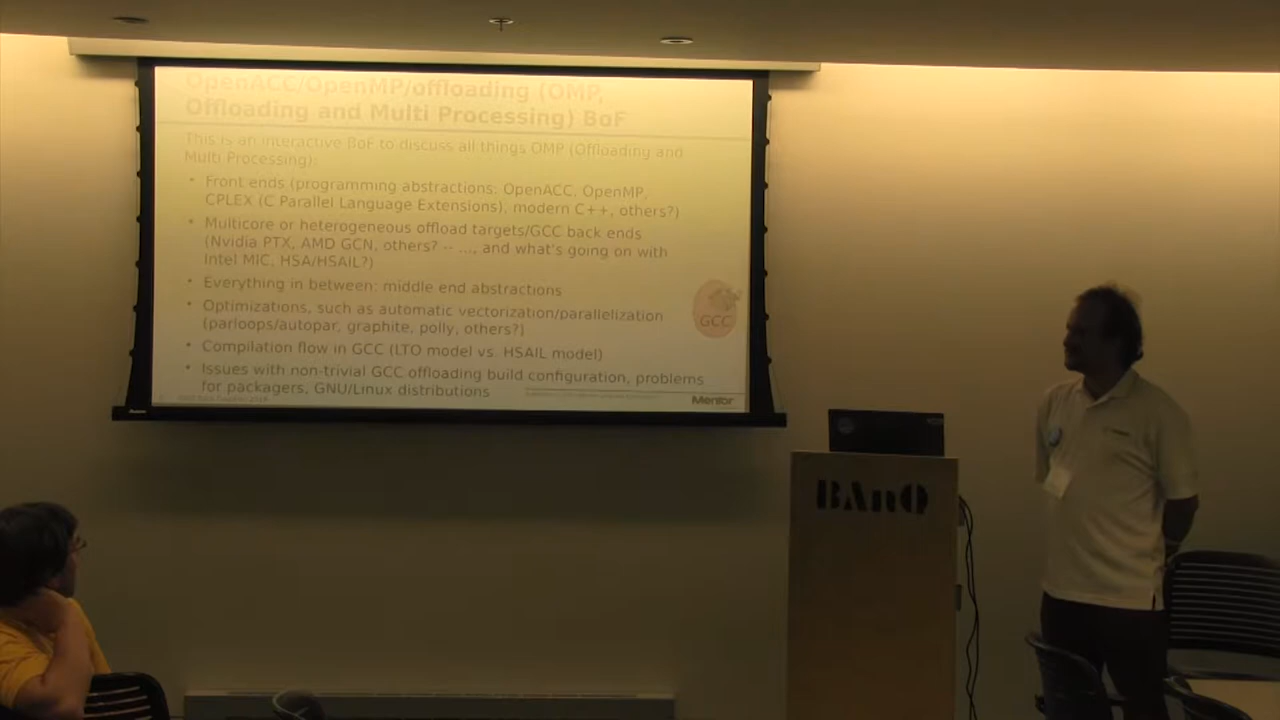 OpenACC/OpenMP/offloading (OMP,
Offloading and Multi Processing) BoF
This is an interactive BoF to discuss all things OMP (Offloading and
Multi Processing):
• Front ends (programming abstractions: OpenACC, OpenMP,
CPLEX (C Parallel Language Extensions), modern C++, others?)
• Multicore or heterogeneous offload targets/GCC back ends
(Nvidia PTX, AMD GCN, others? -- ..., and what's going on with
Intel MIC, HSA/HSAIL?)
• Everything in between: middle end abstractions
• Optimizations, such as automatic vectorization/parallelization
(parloops/autopar, graphite, polly, others?)
GCC
• Compilation flow in GCC (LTO model vs. HSAIL model)
• Issues with non-trivial GCC offloading build configuration, problems
for packagers, GNU/Linux distributions
Mentor
BAnQ